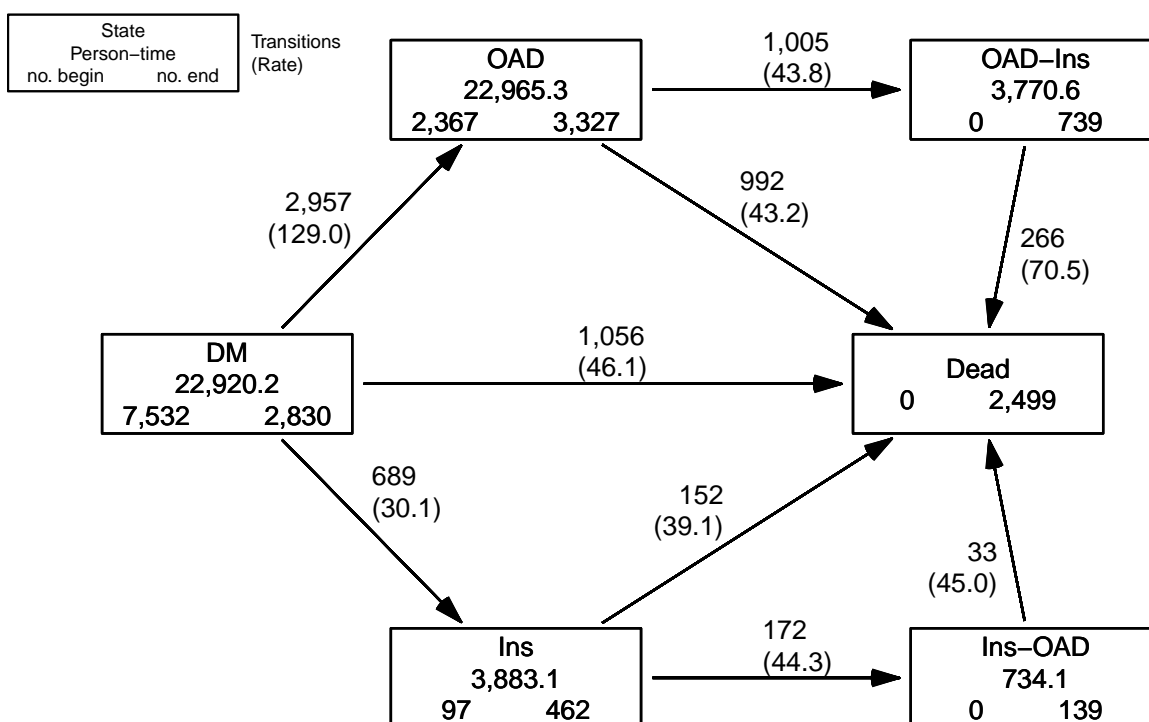 State
Person−time
no. begin no. end
Transitions
(Rate)
OAD
22,965.3
2,367 3,327
1,005
(43.8)
OAD−Ins
3,770.6
0 739
2,957
(129.0)
992
(43.2)
266
(70.5)
DM
22,920.2
7,532 2,830
1,056
(46.1)
Dead
0 2,499
689
(30.1)
152
(39.1)
33
(45.0)
Ins
3,883.1
97 462
172
(44.3)
Ins−OAD
734.1
0 139